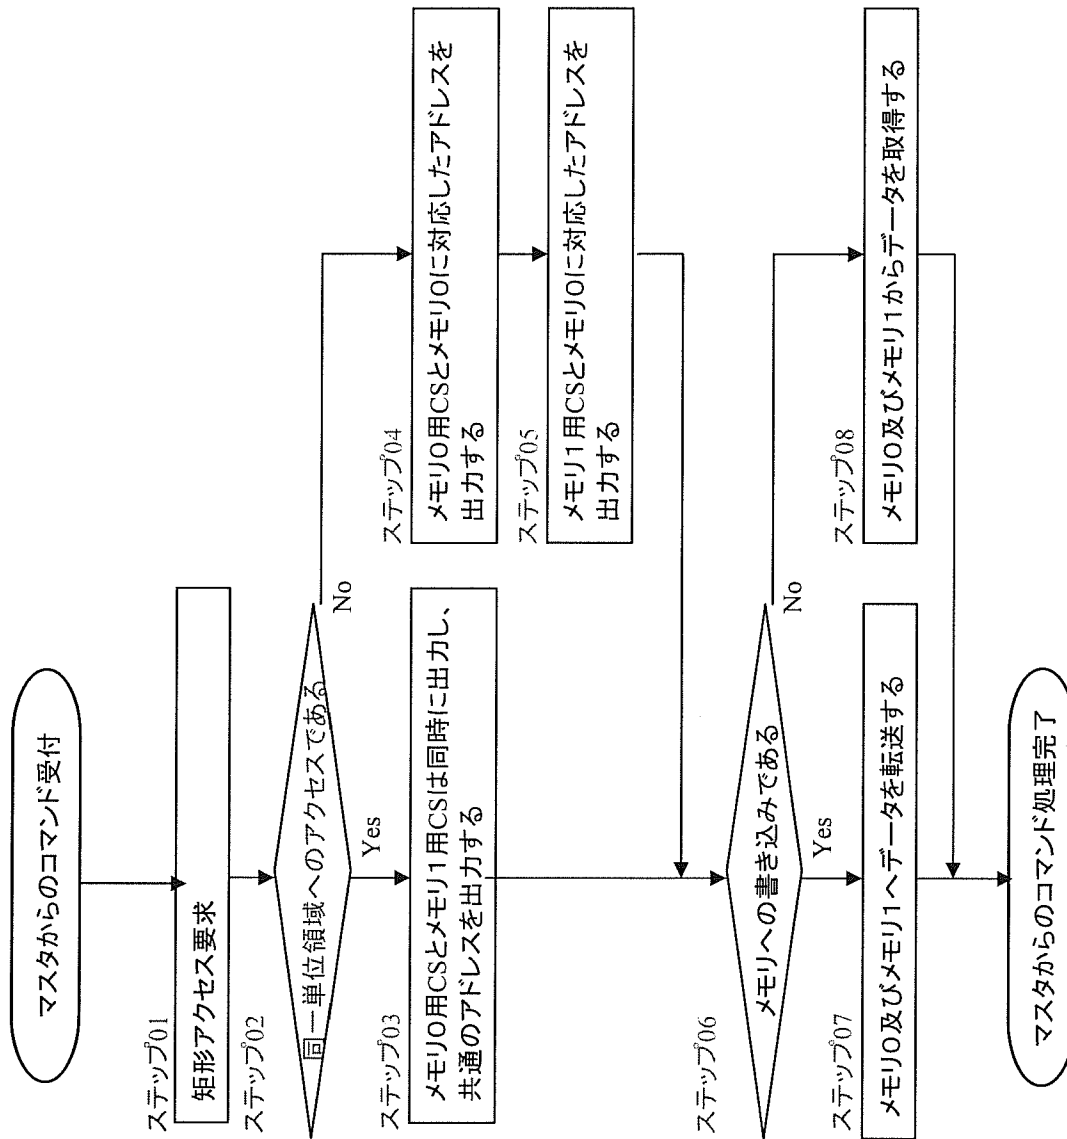 マスタからのコマンド受付
ステップ01
矩形アクセス要求
ステップ02
同一単位領域へのアクセスである
Yes
No
ステップ03
メモリ0用CSとメモリ1用CSは同時に出力し、
共通のアドレスを出力する
ステップ04
メモリ0用CSとメモリ0に対応したアドレスを
出力する
ステップ05
メモリ1用CSとメモリ0に対応したアドレスを
出力する
ステップ06
メモリへの書き込みである
Yes
No
ステップ07
メモリ0及びメモリ1へデータを転送する
ステップ08
メモリ0及びメモリ1からデータを取得する
マスタからのコマンド処理完了